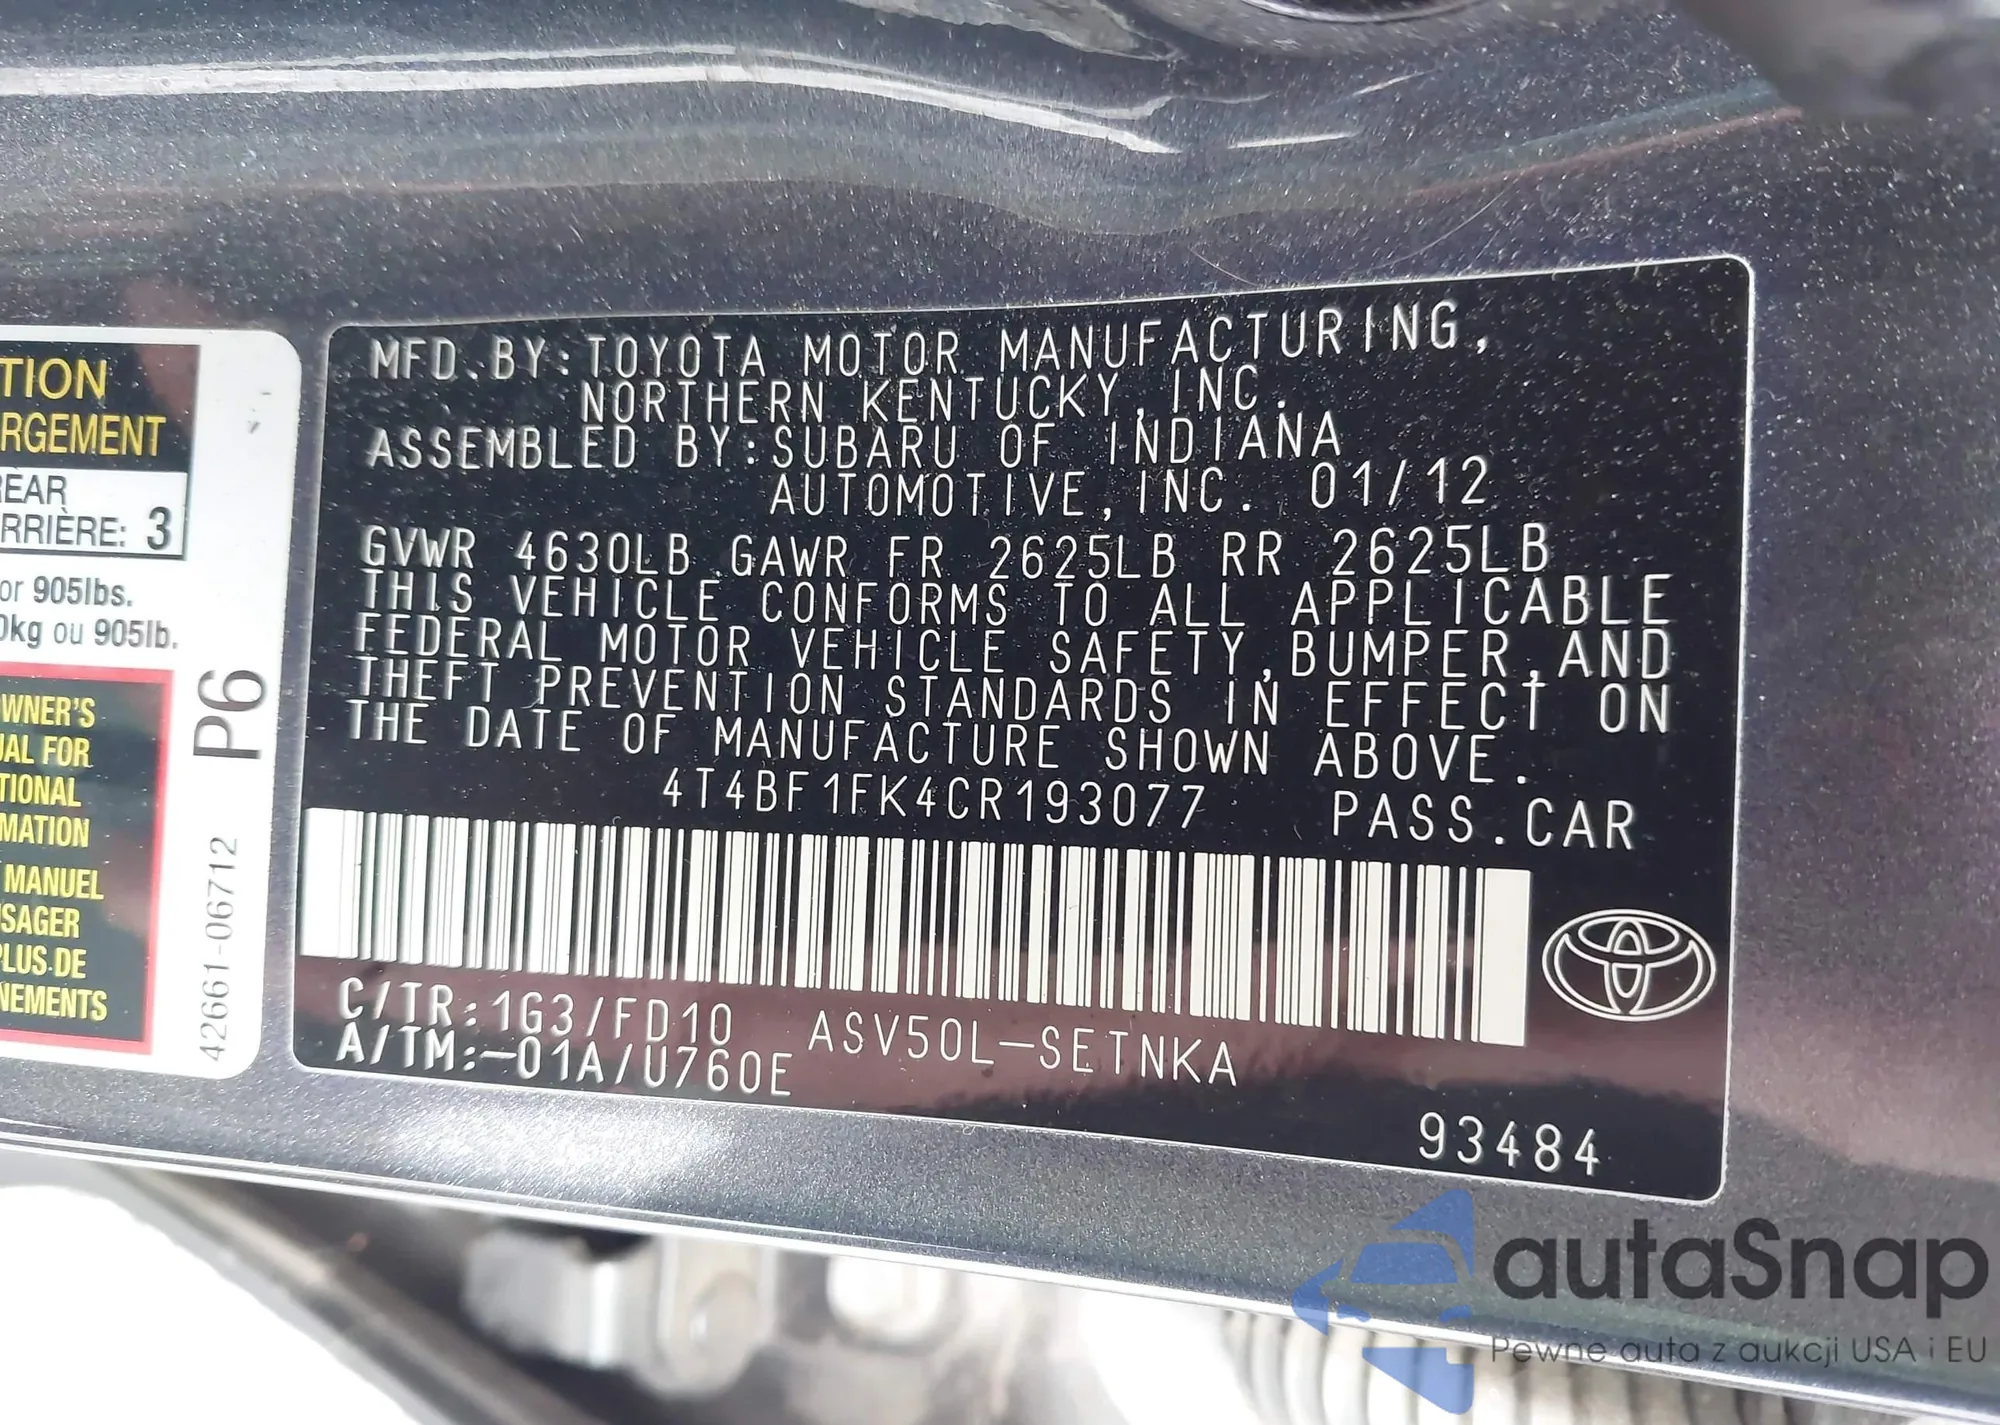 TION
RGEMENT
REAR
RRIÈRE: 3
or 905lbs.
0kg ou 905lb.
WNER'S
UAL FOR
TIONAL
MATION
MANUEL
USAGER
PLUS DE
NEMENTS
P6
42661-06712
MFD.BY:TOYOTA MOTOR MANUFACTURING,
NORTHERN KENTUCKY,INC.
ASSEMBLED BY:SUBARU OF INDIANA
AUTOMOTIVE,INC. 01/12
GVWR 4630LB GAWR FR 2625LB RR 2625LB
THIS VEHICLE CONFORMS TO ALL APPLICABLE
FEDERAL MOTOR VEHICLE SAFETY,BUMPER,AND
THEFT PREVENTION STANDARDS IN EFFECT ON
THE DATE OF MANUFACTURE SHOWN ABOVE.
4T4BF1FK4CR193077 PASS.CAR
C/TR:1G3/FD10 ASV50L-SETNKA
A/TM:-01A/U760E
93484
autaSnap
Pewne auta z aukcji USA i EU